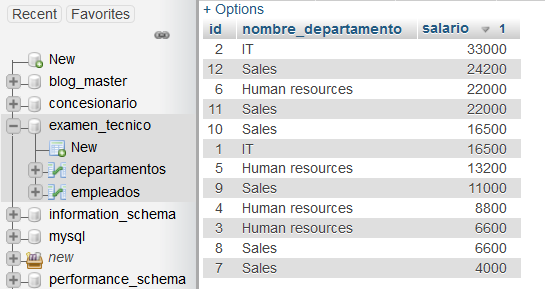 Recent Favorites
New
blog_master
concesionario
examen_tecnico
New
departamentos
empleados
information_schema
mysql
new
performance_schema
+ Options
id nombre_departamento salario 1
2 IT 33000
12 Sales 24200
6 Human resources 22000
11 Sales 22000
10 Sales 16500
1 IT 16500
5 Human resources 13200
9 Sales 11000
4 Human resources 8800
3 Human resources 6600
8 Sales 6600
7 Sales 4000